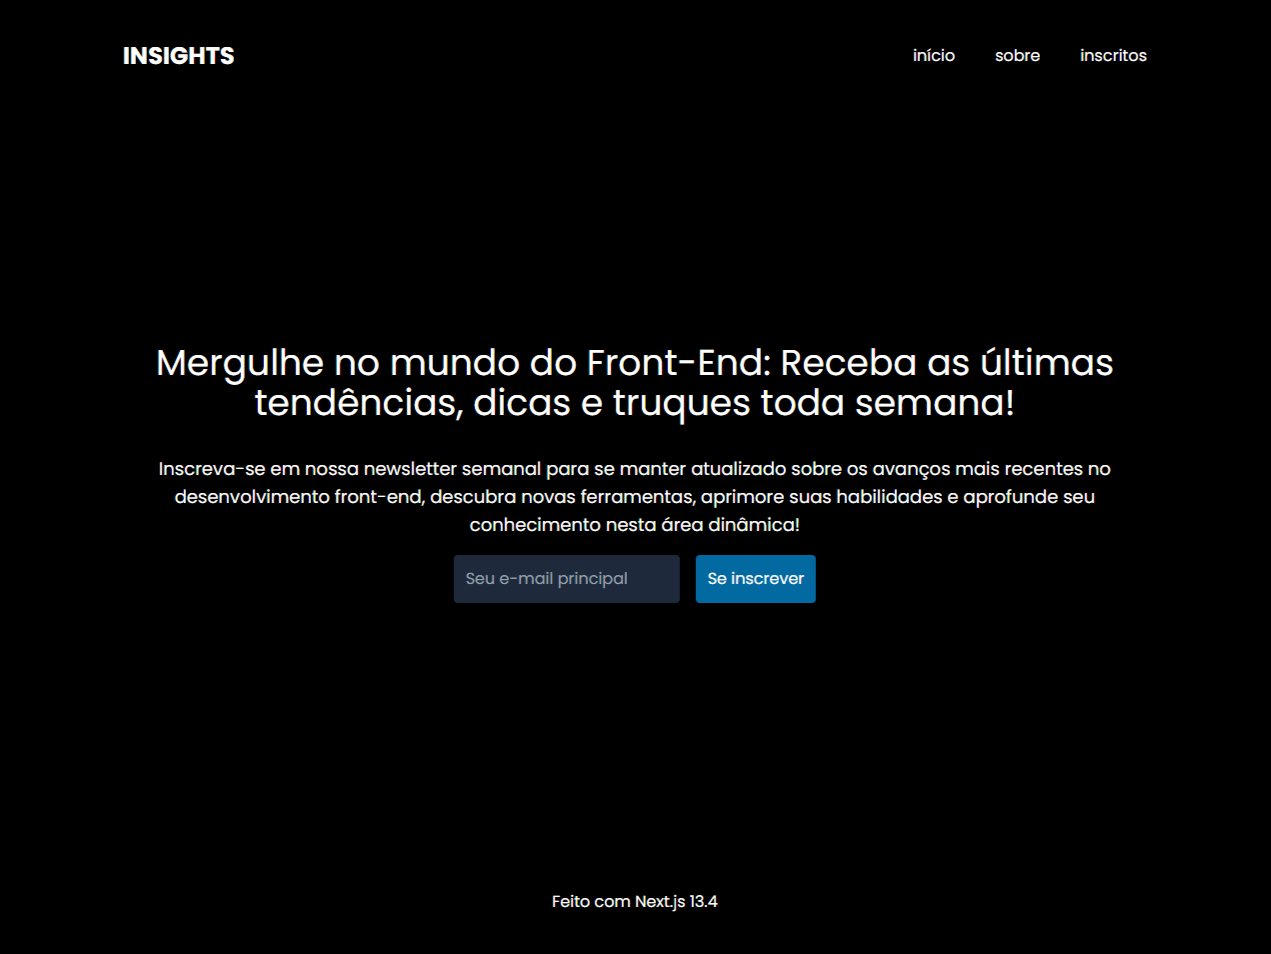 INSIGHTS
início sobre inscritos
Mergulhe no mundo do Front-End: Receba as últimas
tendências, dicas e truques toda semana!
Inscreva-se em nossa newsletter semanal para se manter atualizado sobre os avanços mais recentes no
desenvolvimento front-end, descubra novas ferramentas, aprimore suas habilidades e aprofunde seu
conhecimento nesta área dinâmica!
Seu e-mail principal Se inscrever
Feito com Next.js 13.4